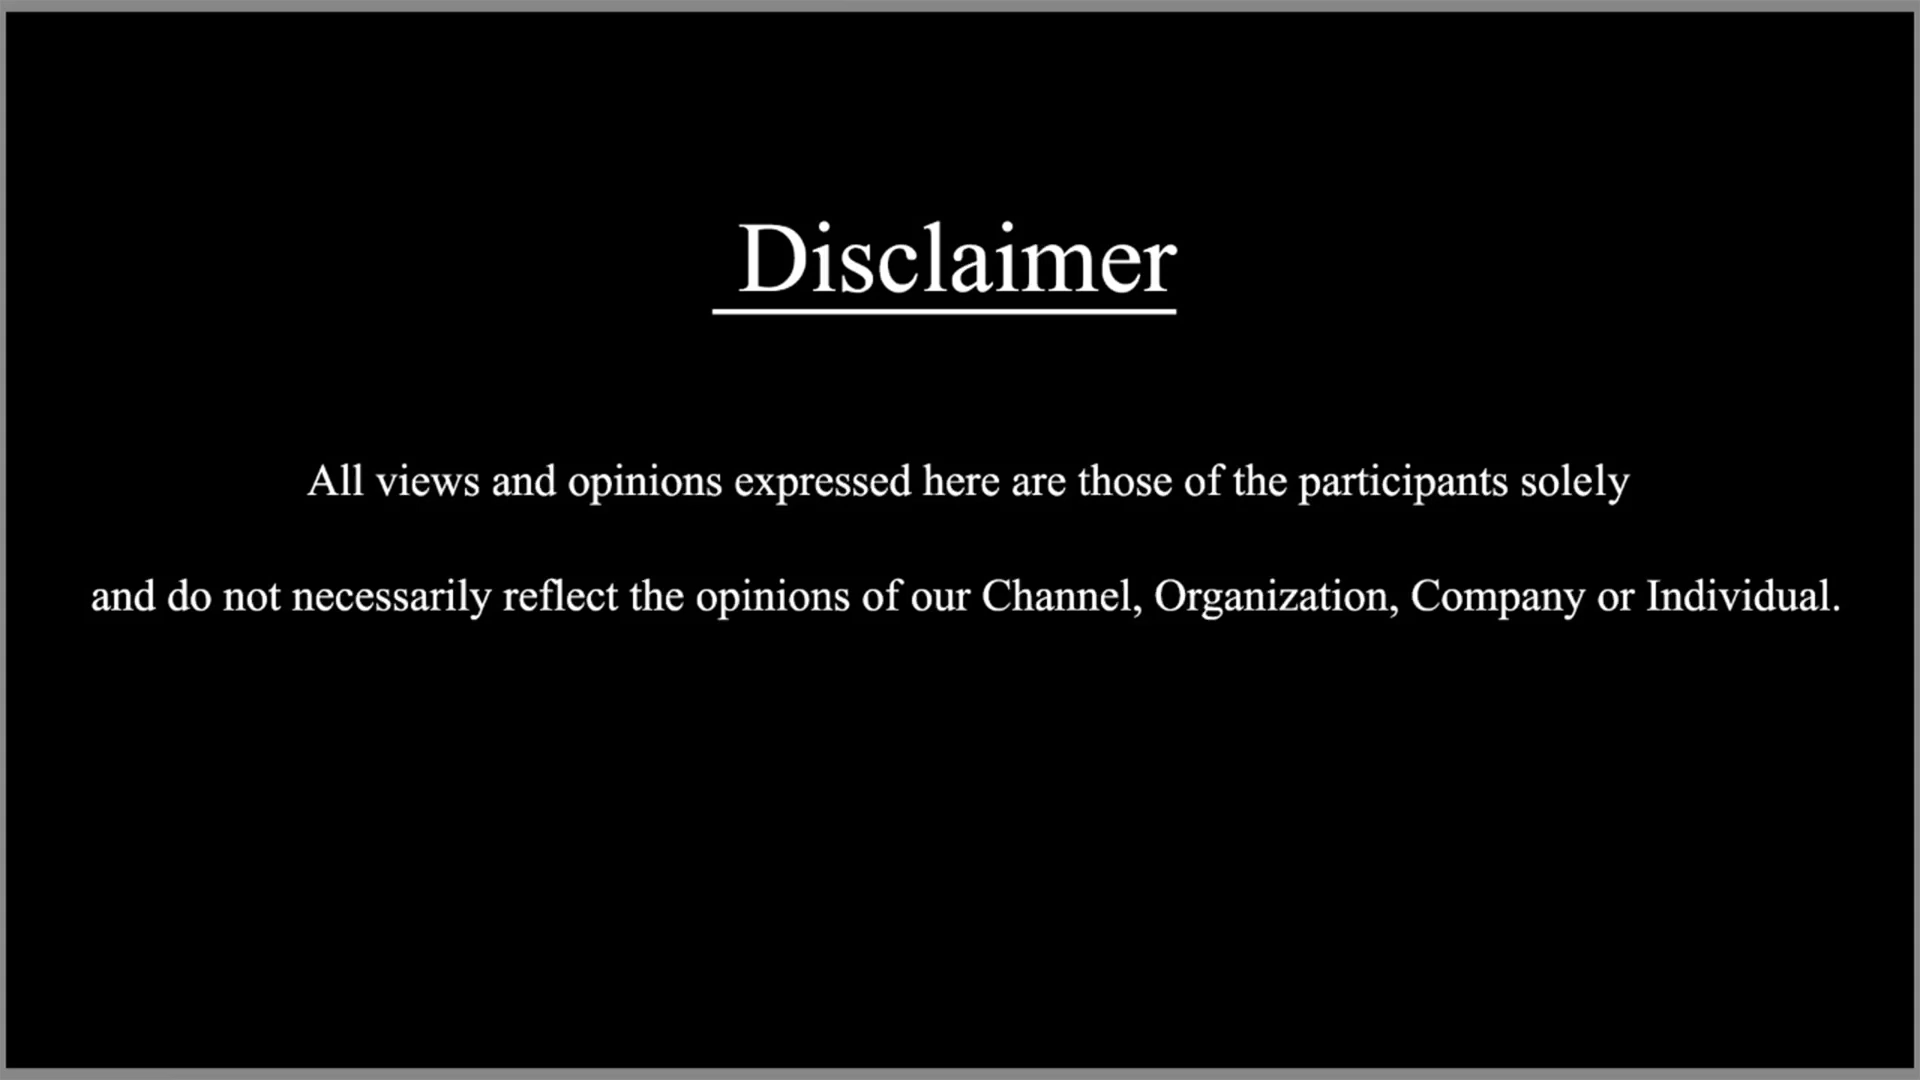 Disclaimer
All views and opinions expressed here are those of the participants solely
and do not necessarily reflect the opinions of our Channel, Organization, Company or Individual.